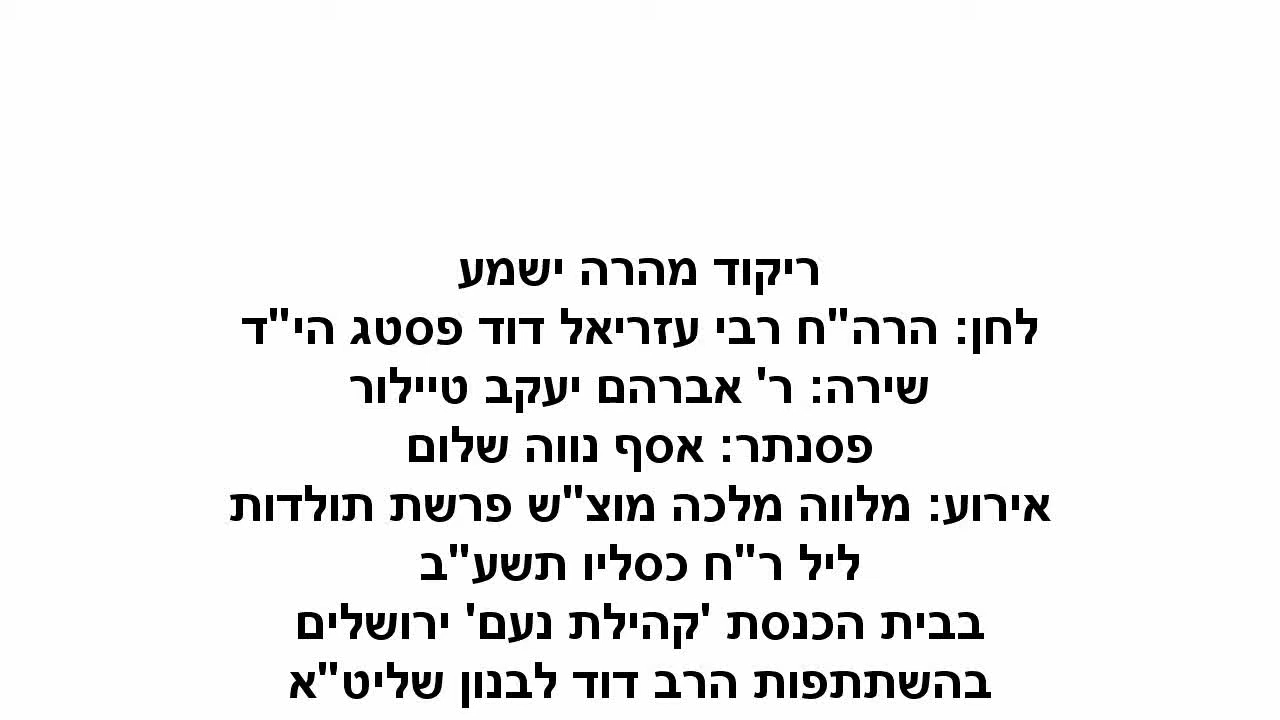 ריקוד מהרה ישמע
לחן: הרה"ח רבי עזריאל דוד פסטג הי"ד
שירה: ר' אברהם יעקב טיילור
פסנתר: אסף נווה שלום
אירוע: מלווה מלכה מוצ"ש פרשת תולדות
ליל ר"ח כסליו תשע"ב
בבית הכנסת 'קהילת נעם' ירושלים
בהשתתפות הרב דוד לבנון שליט"א